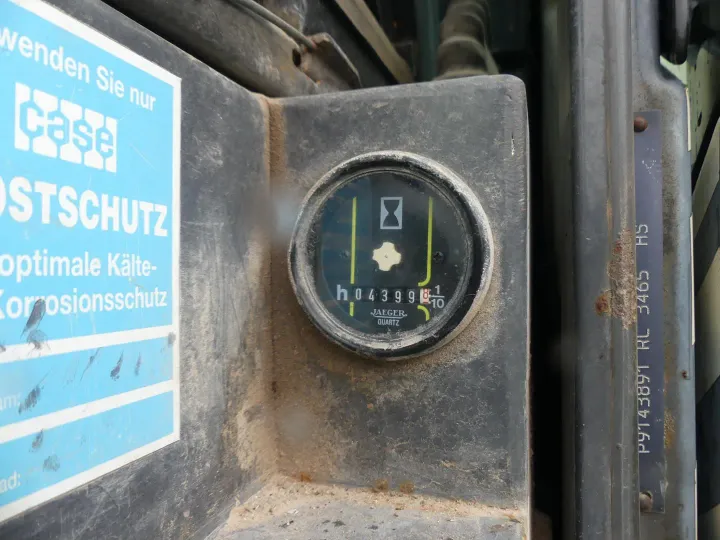 wenden Sie nur
case
OSTSCHUTZ
optimale Kälte-
Korrosionsschutz
h 04399
1/10
JAEGER
QUARTZ
P9143891 RL 3465 HS